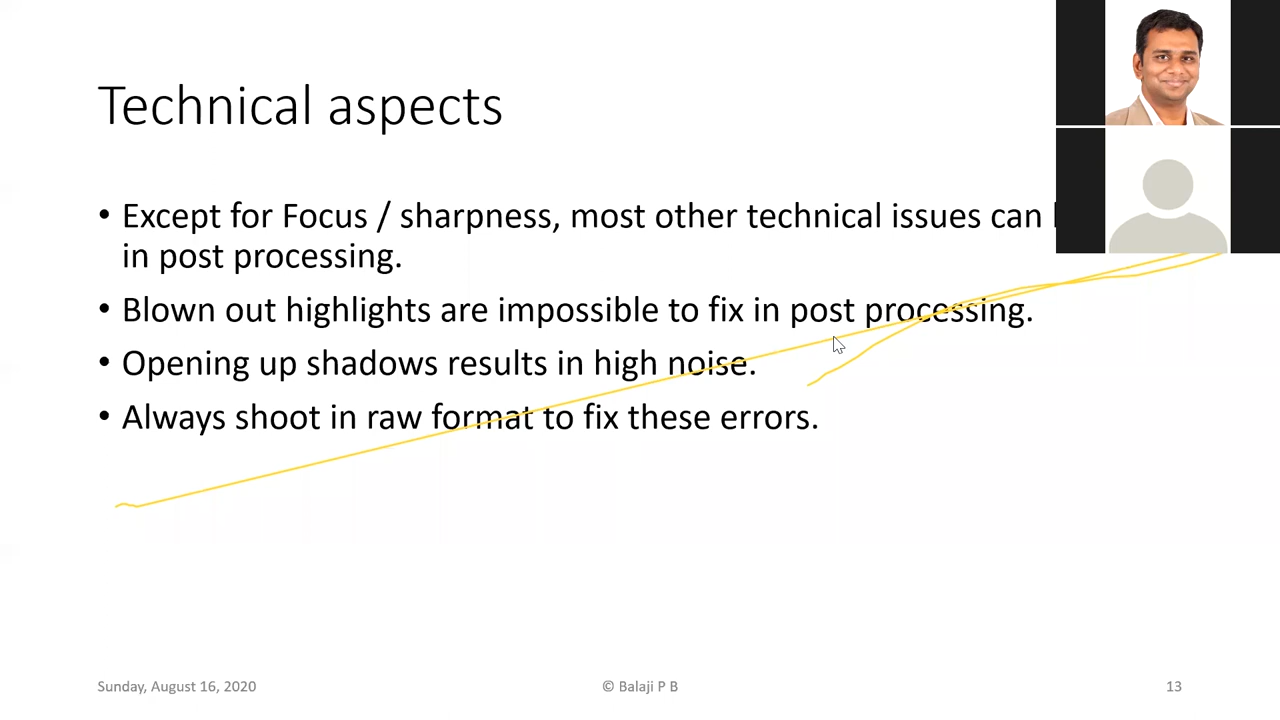 Technical aspects
• Except for Focus / sharpness, most other technical issues can
in post processing.
• Blown out highlights are impossible to fix in post processing.
• Opening up shadows results in high noise.
• Always shoot in raw format to fix these errors.
Sunday, August 16, 2020
© Balaji P B
13